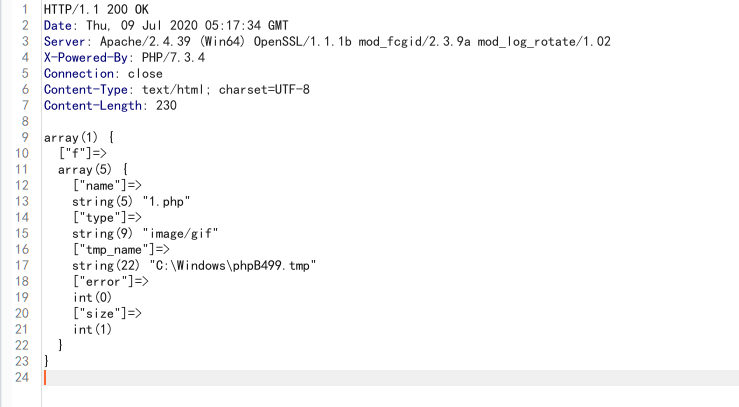 1 HTTP/1.1 200 OK
2 Date: Thu, 09 Jul 2020 05:17:34 GMT
3 Server: Apache/2.4.39 (Win64) OpenSSL/1.1.1b mod_fcgid/2.3.9a mod_log_rotate/1.02
4 X-Powered-By: PHP/7.3.4
5 Connection: close
6 Content-Type: text/html; charset=UTF-8
7 Content-Length: 230
8
9 array(1) {
10   ["f"]=>
11   array(5) {
12     ["name"]=>
13     string(5) "1.php"
14     ["type"]=>
15     string(9) "image/gif"
16     ["tmp_name"]=>
17     string(22) "C:\Windows\phpB499.tmp"
18     ["error"]=>
19     int(0)
20     ["size"]=>
21     int(1)
22   }
23 }
24